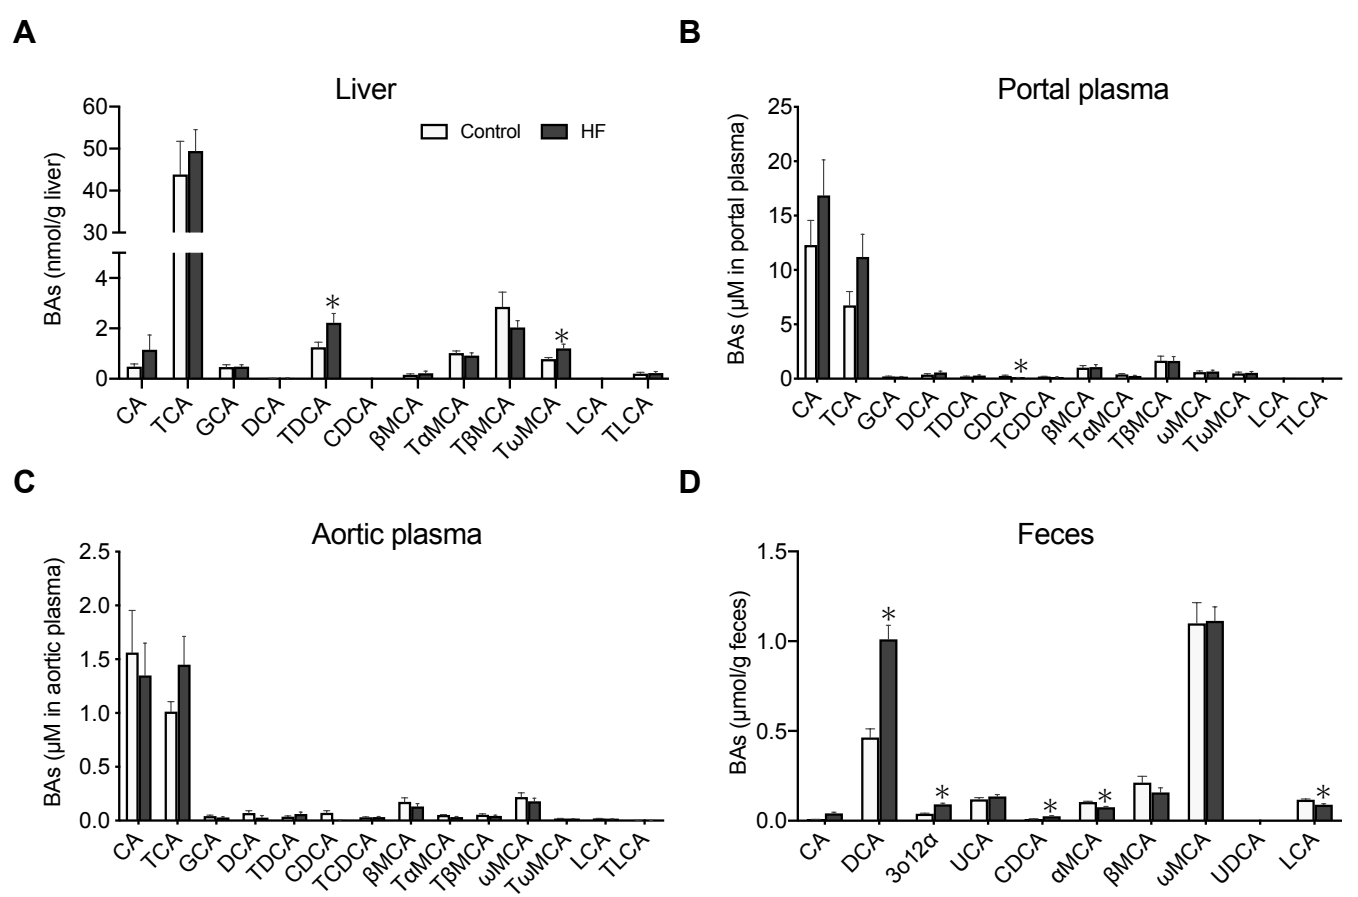 A
Liver
BAs (nmol/g liver)
60
50
40
30
4
2
0
Control
HF
*
*
CA
TCA
GCA
DCA
TDCA
CDCA
βMCA
TαMCA
TβMCA
TωMCA
LCA
TLCA
B
Portal plasma
BAs (μM in portal plasma)
25
20
15
10
5
0
*
CA
TCA
GCA
DCA
TDCA
CDCA
TCDCA
βMCA
TαMCA
TβMCA
ωMCA
TωMCA
LCA
TLCA
C
Aortic plasma
BAs (μM in aortic plasma)
2.5
2.0
1.5
1.0
0.5
0.0
CA
TCA
GCA
DCA
TDCA
CDCA
TCDCA
βMCA
TαMCA
TβMCA
ωMCA
TωMCA
LCA
TLCA
D
Feces
BAs (μmol/g feces)
1.5
1.0
0.5
0.0
*
*
*
*
*
CA
DCA
3o12α
UCA
CDCA
αMCA
βMCA
ωMCA
UDCA
LCA